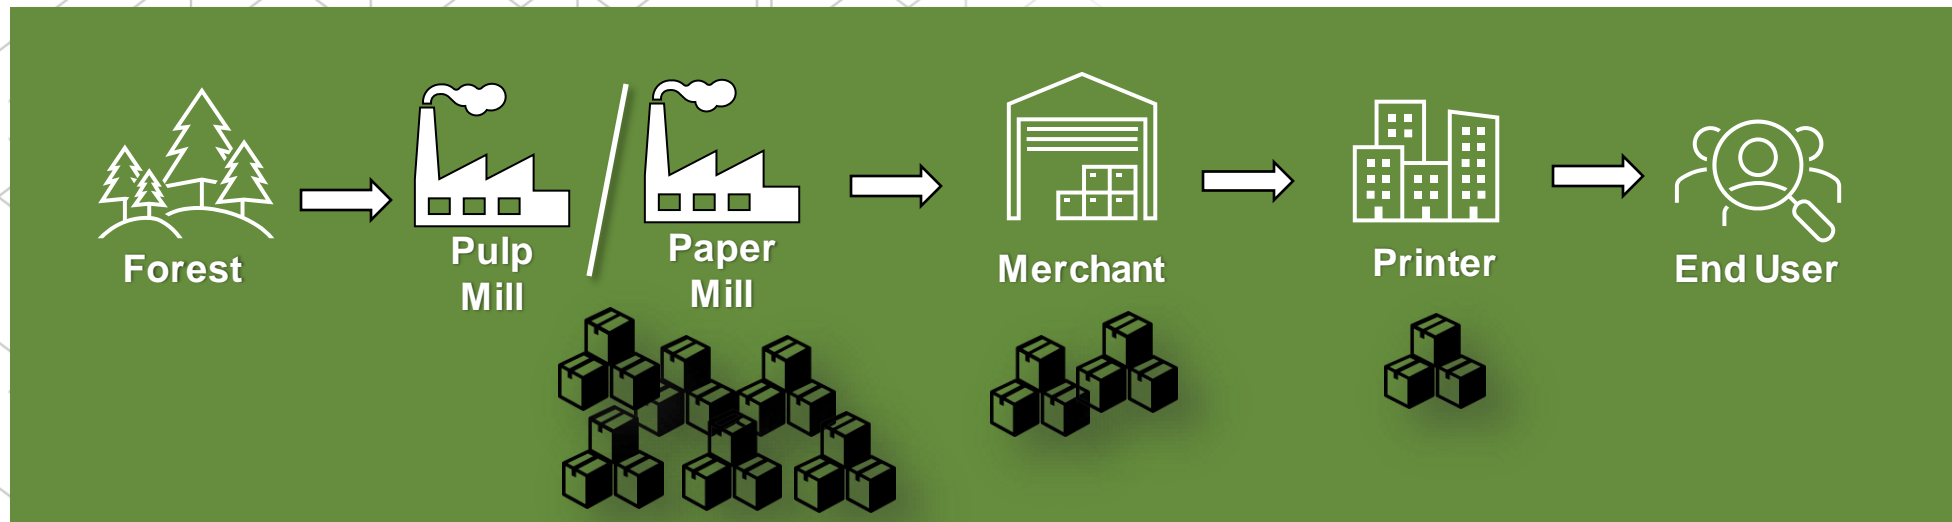 Forest
Pulp
Mill
Paper
Mill
Merchant
Printer
End User